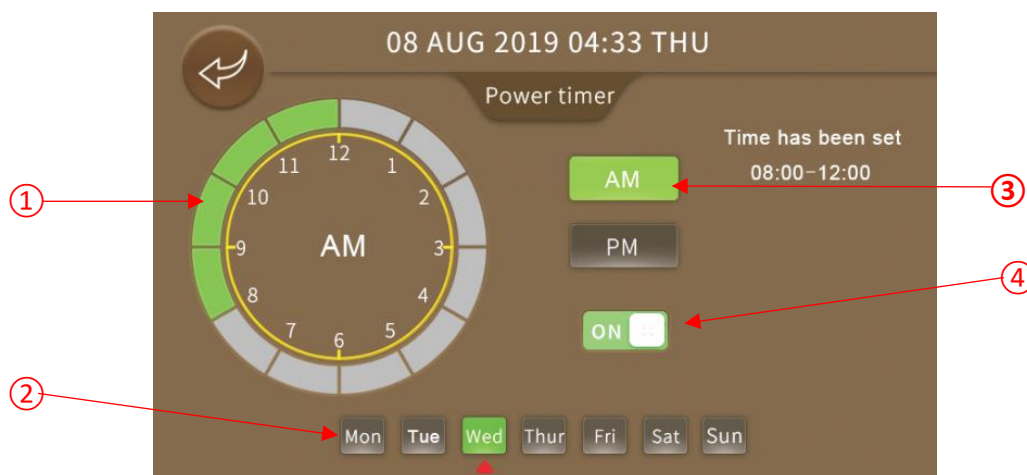 08 AUG 2019 04:33 THU
Power timer
Time has been set
08:00-12:00
AM
PM
ON
12
1
2
3
4
5
6
7
8
9
10
11
AM
Mon Tue Wed Thur Fri Sat Sun
①
②
③
④